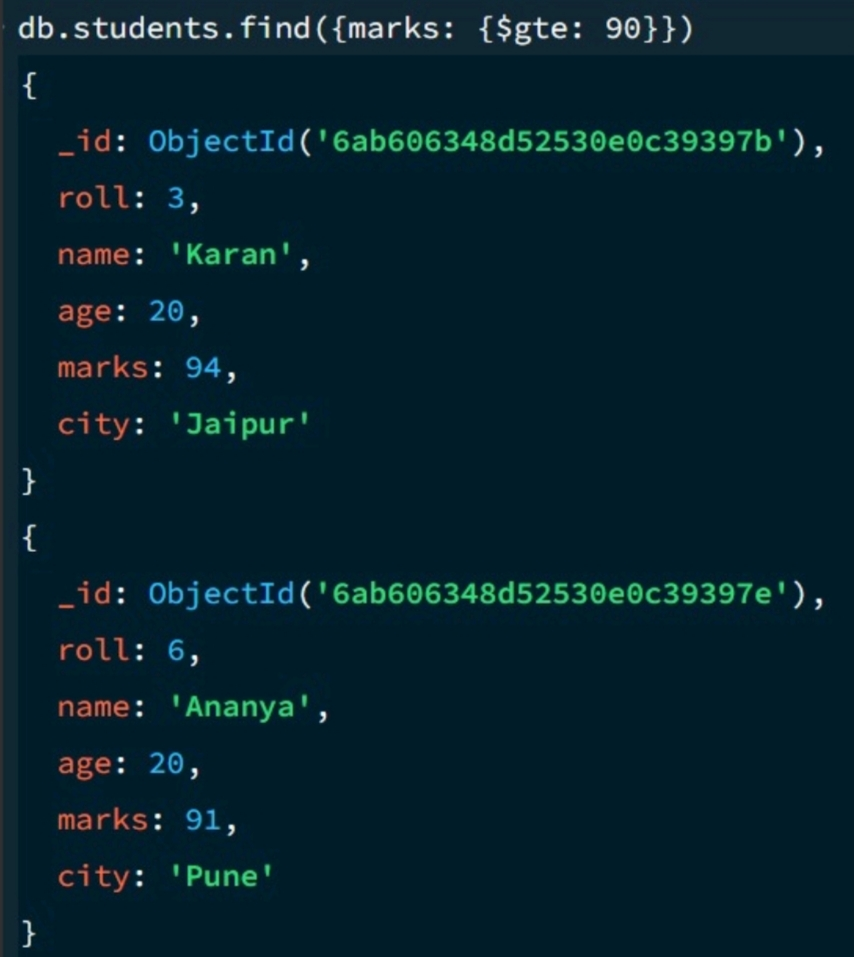 db.students.find({marks: {$gte: 90}})
{
  _id: ObjectId('6ab606348d52530e0c39397b'),
  roll: 3,
  name: 'Karan',
  age: 20,
  marks: 94,
  city: 'Jaipur'
}
{
  _id: ObjectId('6ab606348d52530e0c39397e'),
  roll: 6,
  name: 'Ananya',
  age: 20,
  marks: 91,
  city: 'Pune'
}